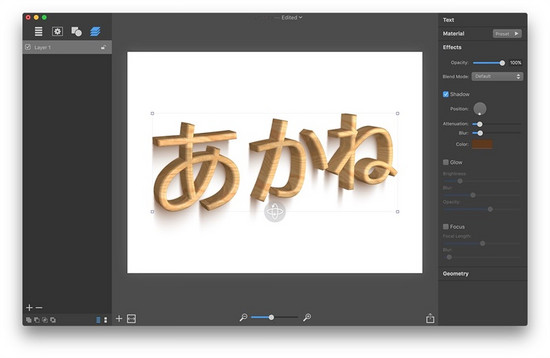 — Edited
Layer 1
あかね
Text
Material
Preset
Effects
Opacity:
100%
Blend Mode:
Default
Shadow
Position:
Attenuation:
Blur:
Color:
Glow
Brightness:
Blur:
Opacity:
Focus
Focal Length:
Blur:
Geometry